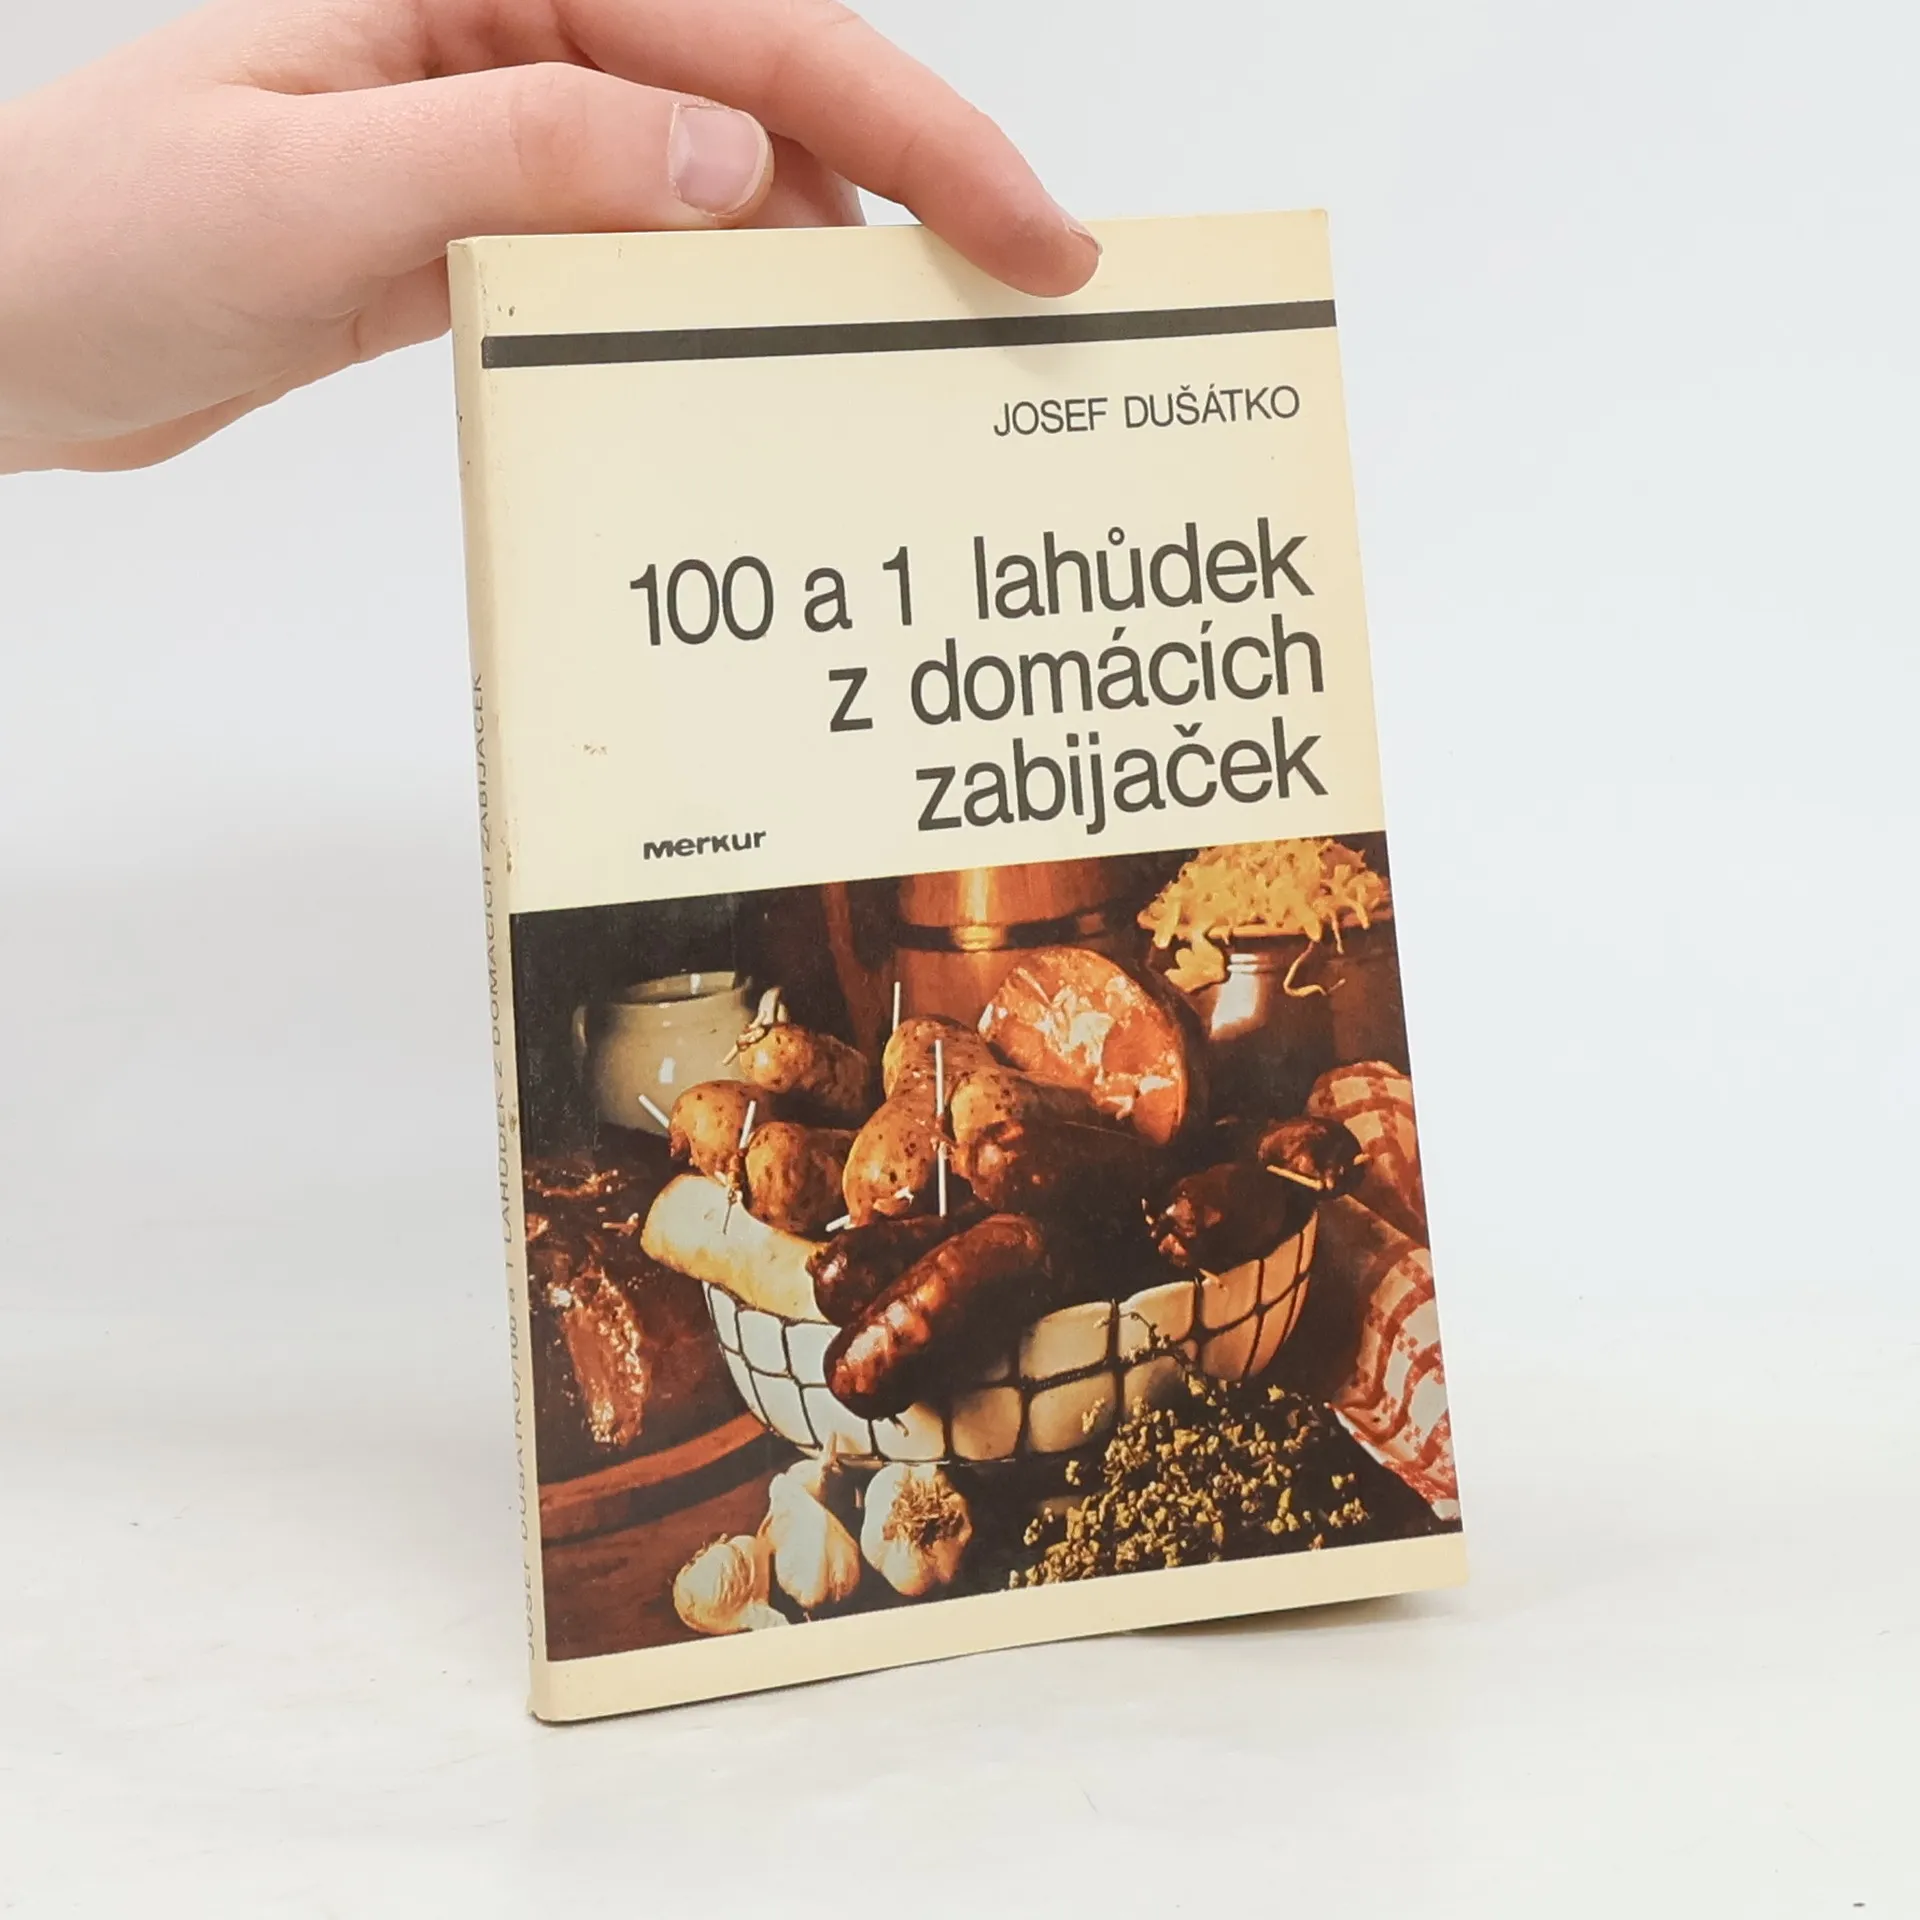 JOSEF DUŠÁTKO
100 a 1 lahůdek
z domácích
zabijaček
Merkur
JOSEF DUŠÁTKO/100 a 1 LAHŮDEK Z DOMÁCÍCH ZABIJAČEK